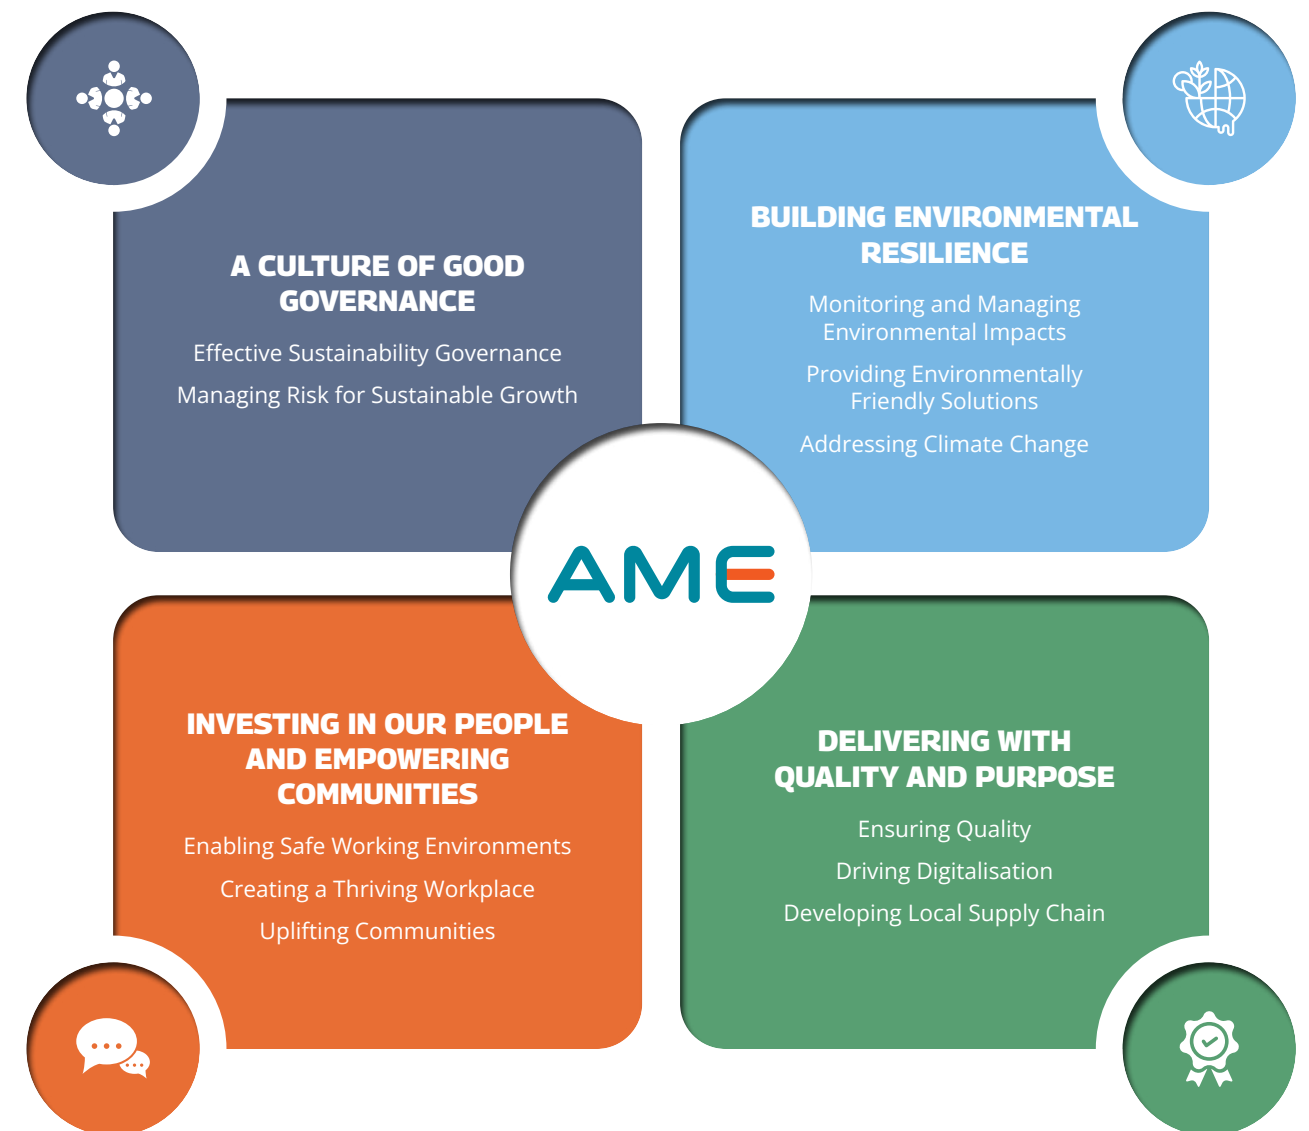 A CULTURE OF GOOD
GOVERNANCE
Effective Sustainability Governance
Managing Risk for Sustainable Growth
BUILDING ENVIRONMENTAL
RESILIENCE
Monitoring and Managing
Environmental Impacts
Providing Environmentally
Friendly Solutions
Addressing Climate Change
AME
INVESTING IN OUR PEOPLE
AND EMPOWERING
COMMUNITIES
Enabling Safe Working Environments
Creating a Thriving Workplace
Uplifting Communities
DELIVERING WITH
QUALITY AND PURPOSE
Ensuring Quality
Driving Digitalisation
Developing Local Supply Chain